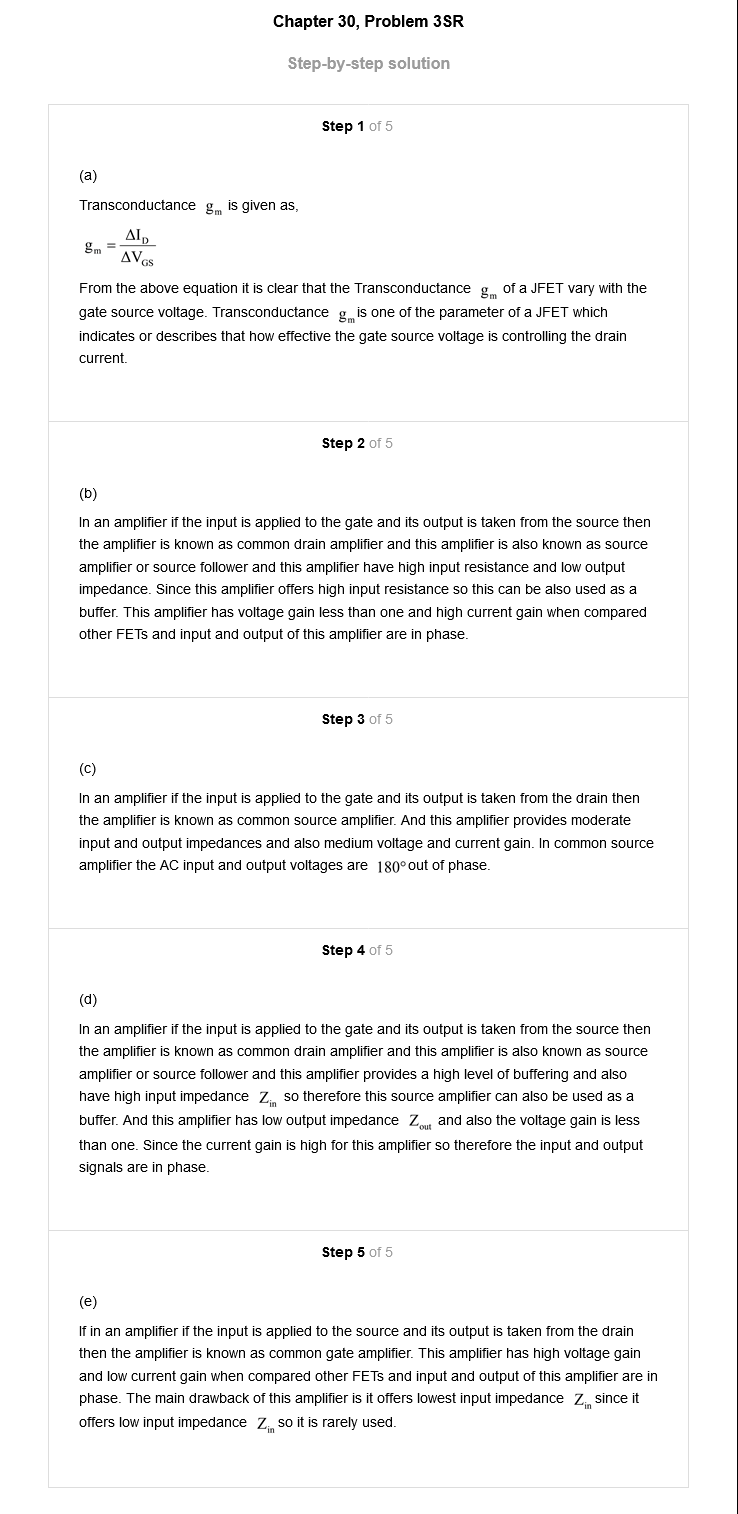 Chapter 30, Problem 3SR
Step-by-step solution
Step 1 of 5
(a)
Transconductance gm is given as,
gm = ΔID / ΔVGS
From the above equation it is clear that the Transconductance gm of a JFET vary with the
gate source voltage. Transconductance gm is one of the parameter of a JFET which
indicates or describes that how effective the gate source voltage is controlling the drain
current.
Step 2 of 5
(b)
In an amplifier if the input is applied to the gate and its output is taken from the source then
the amplifier is known as common drain amplifier and this amplifier is also known as source
amplifier or source follower and this amplifier have high input resistance and low output
impedance. Since this amplifier offers high input resistance so this can be also used as a
buffer. This amplifier has voltage gain less than one and high current gain when compared
other FETs and input and output of this amplifier are in phase.
Step 3 of 5
(c)
In an amplifier if the input is applied to the gate and its output is taken from the drain then
the amplifier is known as common source amplifier. And this amplifier provides moderate
input and output impedances and also medium voltage and current gain. In common source
amplifier the AC input and output voltages are 180° out of phase.
Step 4 of 5
(d)
In an amplifier if the input is applied to the gate and its output is taken from the source then
the amplifier is known as common drain amplifier and this amplifier is also known as source
amplifier or source follower and this amplifier provides a high level of buffering and also
have high input impedance Zin so therefore this source amplifier can also be used as a
buffer. And this amplifier has low output impedance Zout and also the voltage gain is less
than one. Since the current gain is high for this amplifier so therefore the input and output
signals are in phase.
Step 5 of 5
(e)
If in an amplifier if the input is applied to the source and its output is taken from the drain
then the amplifier is known as common gate amplifier. This amplifier has high voltage gain
and low current gain when compared other FETs and input and output of this amplifier are in
phase. The main drawback of this amplifier is it offers lowest input impedance Zin since it
offers low input impedance Zin so it is rarely used.